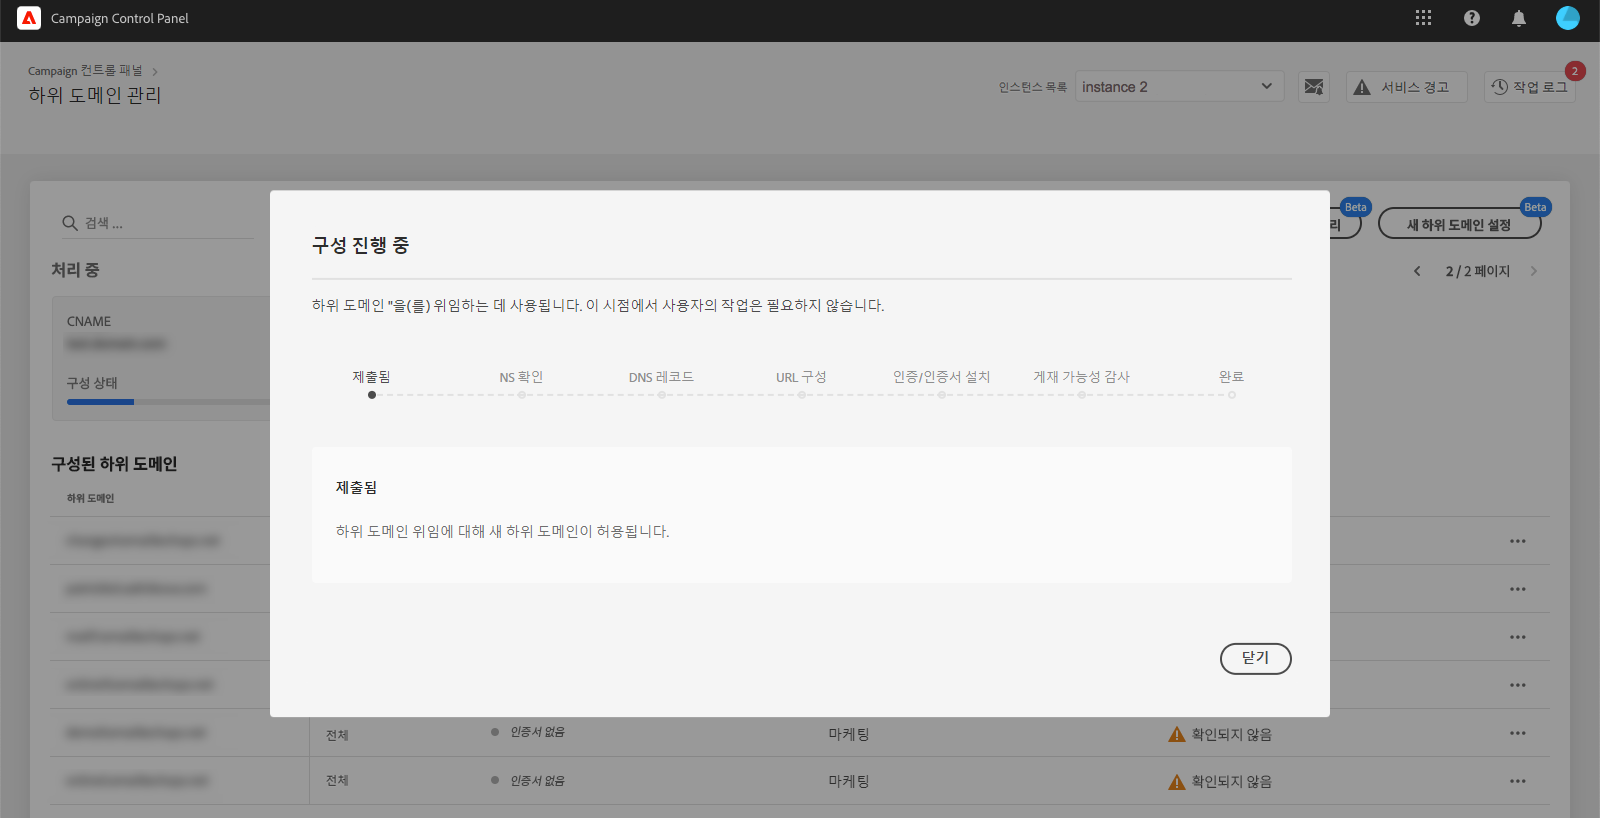 Campaign Control Panel
Campaign 컨트롤 패널
하위 도메인 관리
인스턴스 목록
instance 2
서비스 경고
작업 로그
2
검색 ...
리
Beta
새 하위 도메인 설정
Beta
처리 중
2 / 2 페이지
CNAME
구성 상태
구성된 하위 도메인
하위 도메인
구성 진행 중
하위 도메인 "을(를) 위임하는 데 사용됩니다. 이 시점에서 사용자의 작업은 필요하지 않습니다.
제출됨
NS 확인
DNS 레코드
URL 구성
인증/인증서 설치
게재 가능성 감사
완료
제출됨
하위 도메인 위임에 대해 새 하위 도메인이 허용됩니다.
닫기
전체
인증서 없음
마케팅
확인되지 않음
전체
인증서 없음
마케팅
확인되지 않음